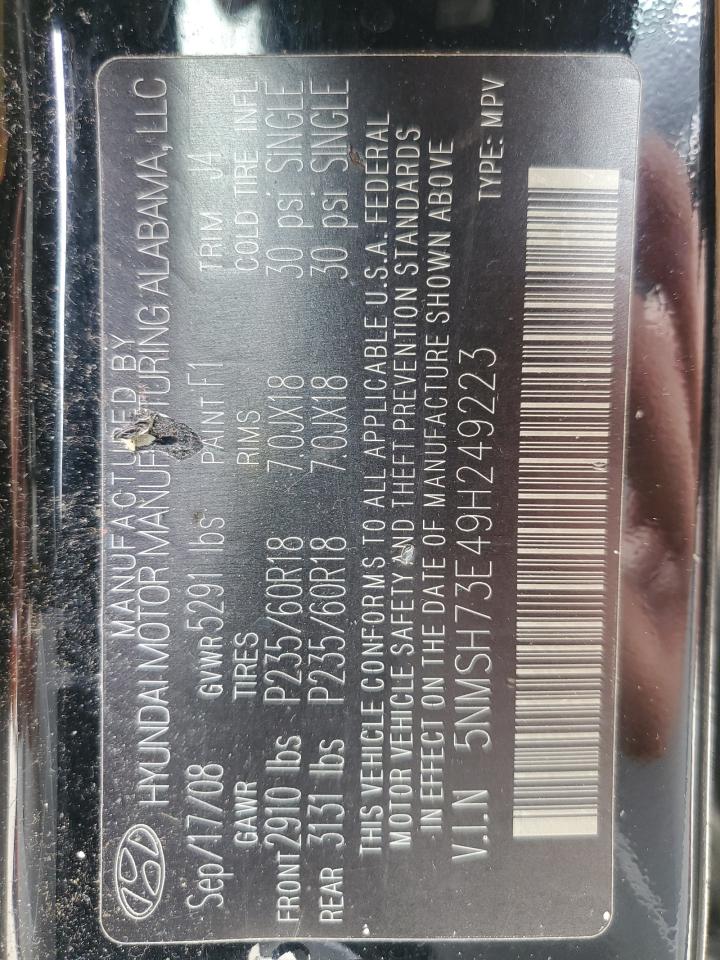 MANUFACTURED BY
HYUNDAI MOTOR MANUFACTURING ALABAMA, LLC
Sep/17/08 GVWR 5291 lbs PAINT F1 TRIM J4
GAWR TIRES RMS COLD TIRE INFL
FRONT 2910 lbs P235/60R18 7.0JX18 30 psi SINGLE
REAR 3131 lbs P235/60R18 7.0JX18 30 psi SINGLE
THIS VEHICLE CONFORMS TO ALL APPLICABLE U.S.A. FEDERAL
MOTOR VEHICLE SAFETY AND THEFT PREVENTION STANDARDS
IN EFFECT ON THE DATE OF MANUFACTURE SHOWN ABOVE
V.I.N 5NMSH73E49H249223 TYPE: MPV